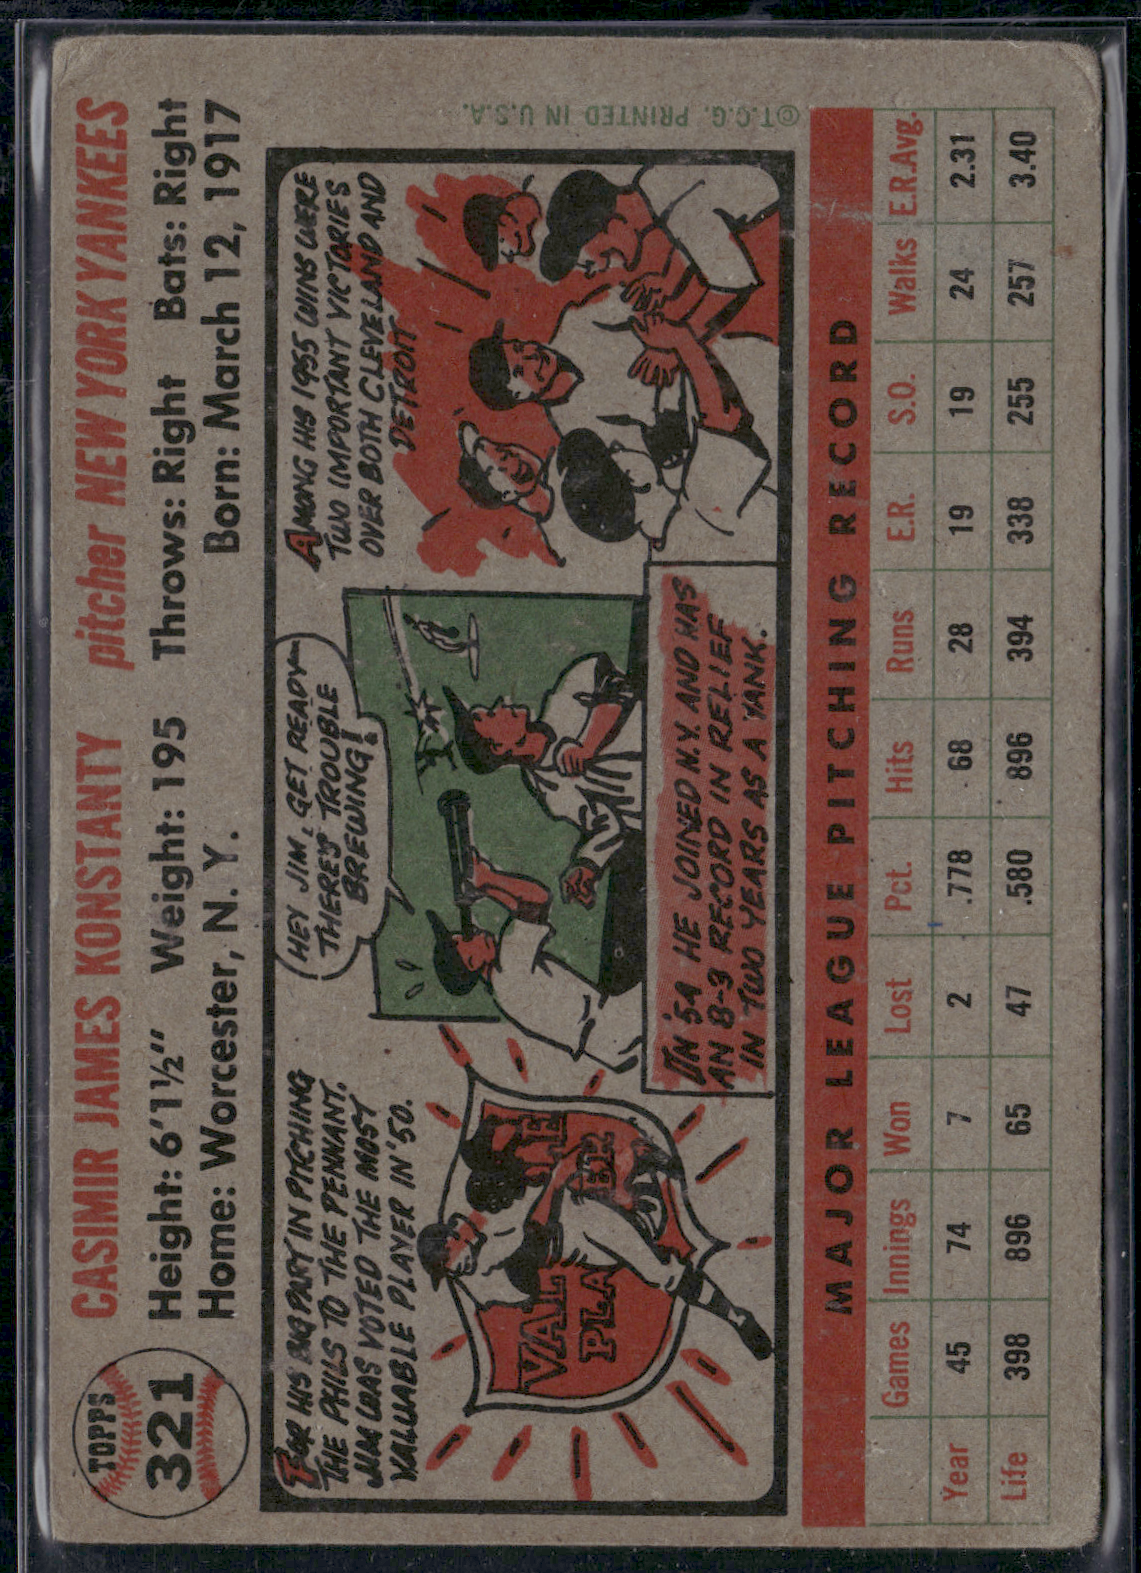 TOPPS
321
CASIMIR JAMES KONSTANTY pitcher NEW YORK YANKEES
Height: 6'1½" Weight: 195 Throws: Right Bats: Right
Home: Worcester, N. Y. Born: March 12, 1917
FOR HIS BIG PART IN PITCHING
THE PHILS TO THE PENNANT.
JIM WAS VOTED THE MOST
VALUABLE PLAYER IN '50.
VAL LE
PLA ER
HEY JIM, GET READY
THERE'S TROUBLE
BREWING!
IN '54 HE JOINED N.Y. AND HAS
AN 8-3 RECORD IN RELIEF
IN TWO YEARS AS A YANK.
AMONG HIS 1955 WINS WERE
TWO IMPORTANT VICTORIES
OVER BOTH CLEVELAND AND
DETROIT
©T.C.G. PRINTED IN U.S.A.
MAJOR LEAGUE PITCHING RECORD
Games Innings Won Lost Pct. Hits Runs E.R. S.O. Walks E.R.Avg.
Year 45 74 7 2 .778 68 28 19 19 24 2.31
Life 398 896 65 47 .580 896 394 338 255 257 3.40